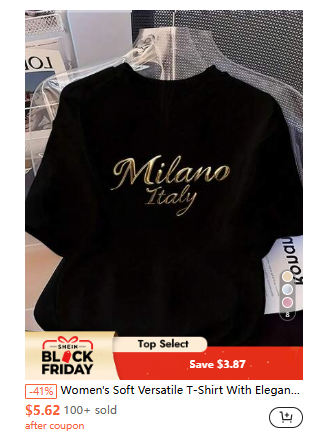 Milano
Italy
SHEIN
BLACK
FRIDAY
Top Select
Save $3.87
8
-41% Women's Soft Versatile T-Shirt With Elegan...
$5.62 100+ sold
after coupon